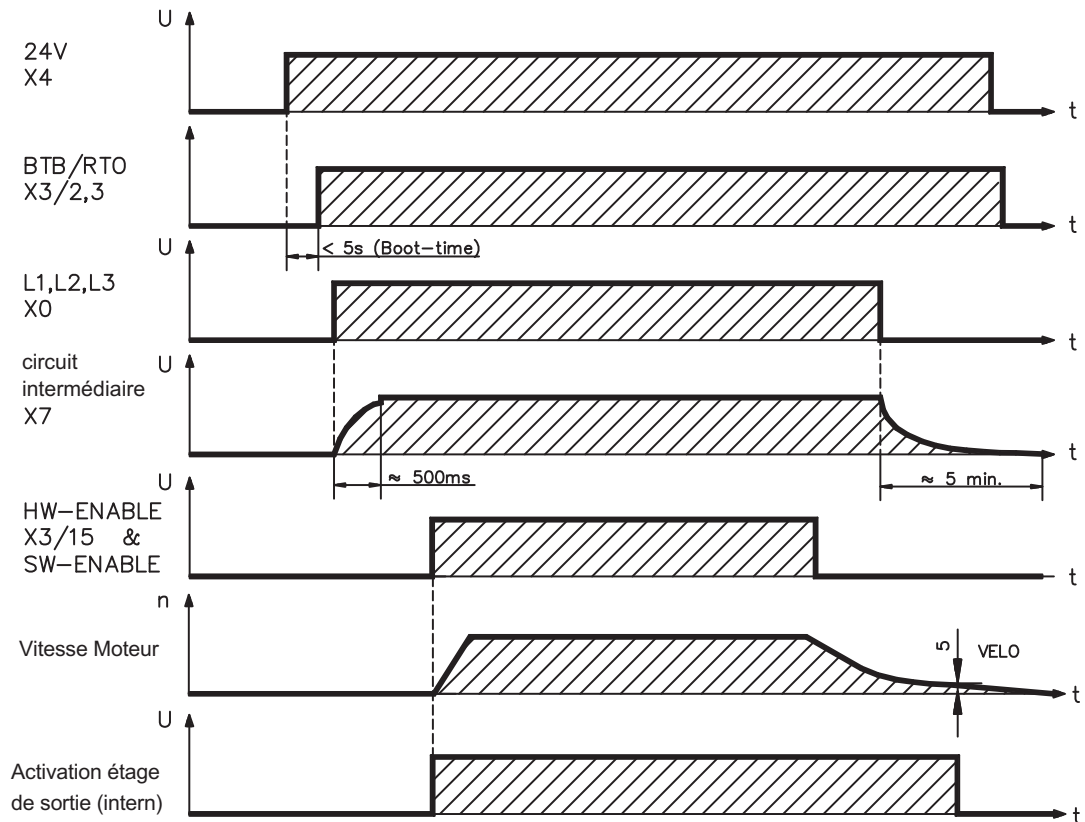 U
24V
X4
t
BTB/RTO
X3/2,3
t
< 5s (Boot-time)
U
L1,L2,L3
X0
t
circuit
intermédiaire
X7
U
t
≈ 500ms
≈ 5 min.
U
HW-ENABLE
X3/15 &
SW-ENABLE
t
n
Vitesse Moteur
5
VELO
t
U
Activation étage
de sortie (intern)
t